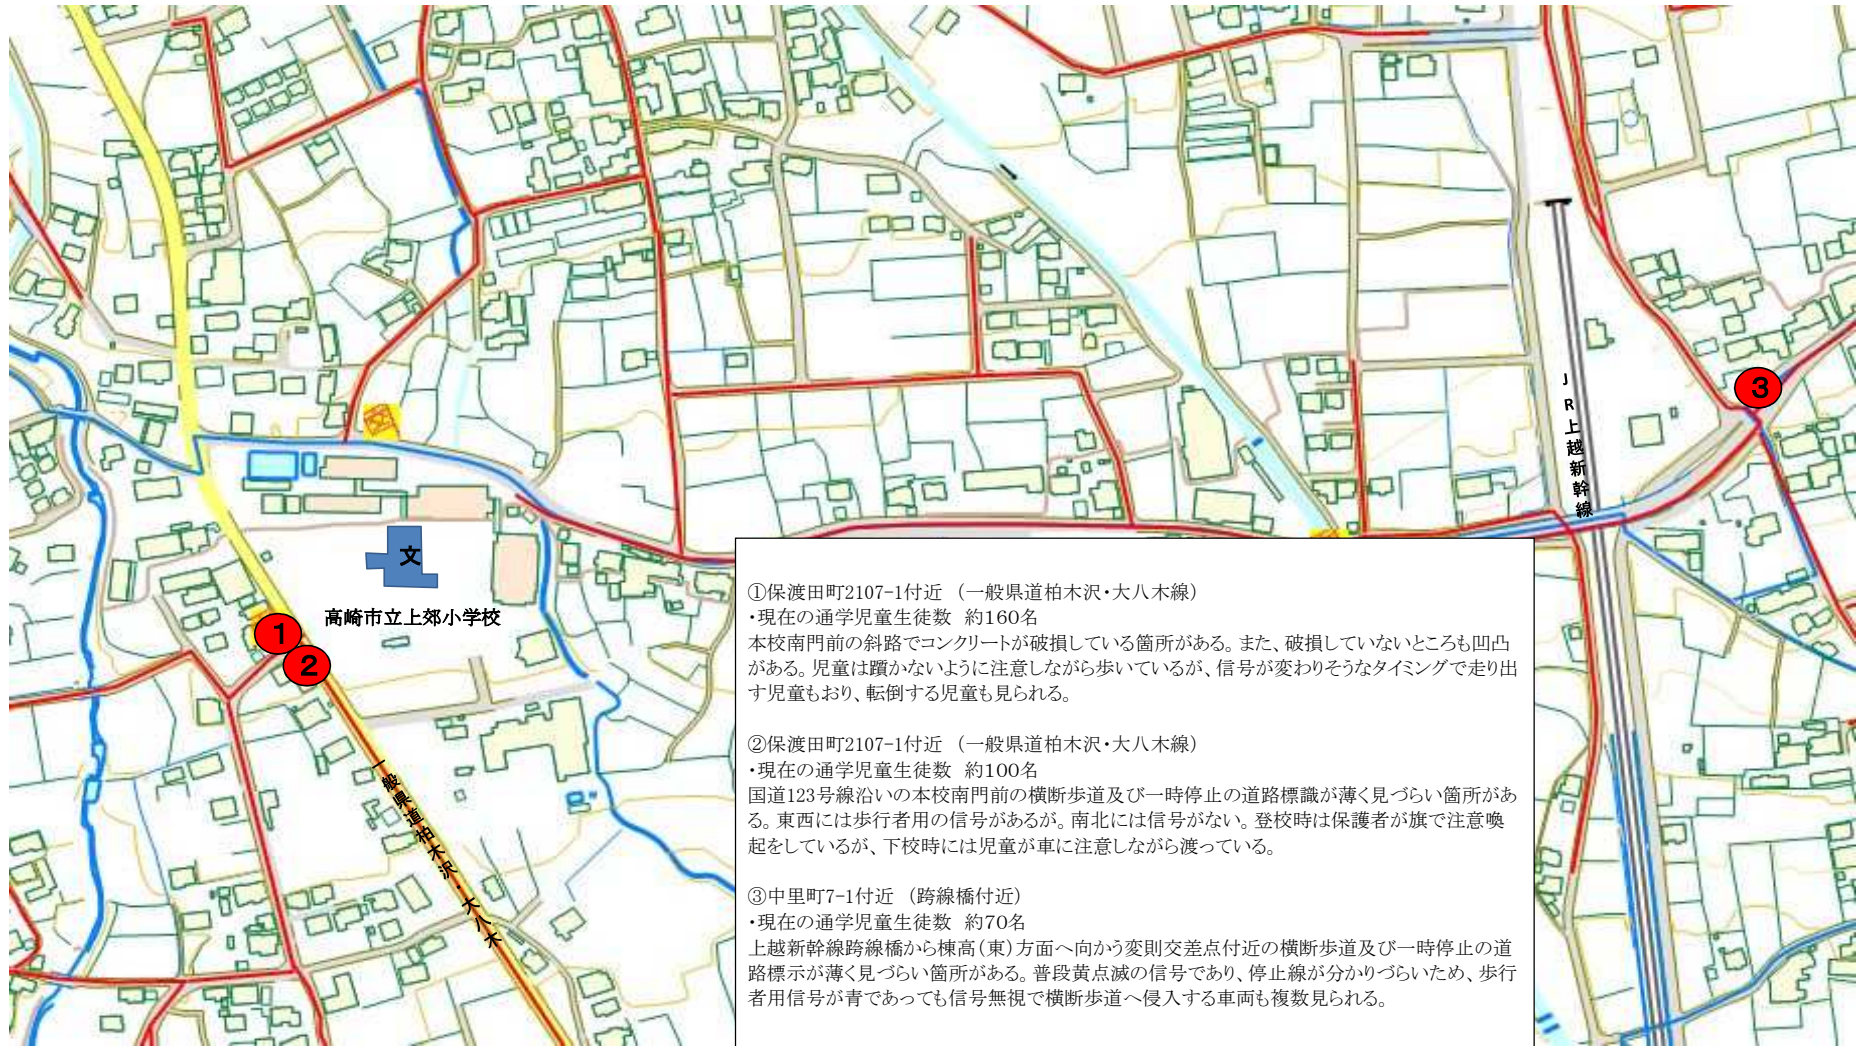 JR上越新幹線
3
文
高崎市立上郊小学校
1
2
一般県道柏木沢・大八木
①保渡田町2107-1付近 （一般県道柏木沢・大八木線）
・現在の通学児童生徒数 約160名
本校南門前の斜路でコンクリートが破損している箇所がある。また、破損していないところも凹凸
がある。児童は躓かないように注意しながら歩いているが、信号が変わりそうなタイミングで走り出
す児童もおり、転倒する児童も見られる。
②保渡田町2107-1付近 （一般県道柏木沢・大八木線）
・現在の通学児童生徒数 約100名
国道123号線沿いの本校南門前の横断歩道及び一時停止の道路標識が薄く見づらい箇所があ
る。東西には歩行者用の信号があるが。南北には信号がない。登校時は保護者が旗で注意喚
起をしているが、下校時には児童が車に注意しながら渡っている。
③中里町7-1付近 （跨線橋付近）
・現在の通学児童生徒数 約70名
上越新幹線跨線橋から棟高（東）方面へ向かう変則交差点付近の横断歩道及び一時停止の道
路標示が薄く見づらい箇所がある。普段黄点滅の信号であり、停止線が分かりづらいため、歩行
者用信号が青であっても信号無視で横断歩道へ侵入する車両も複数見られる。